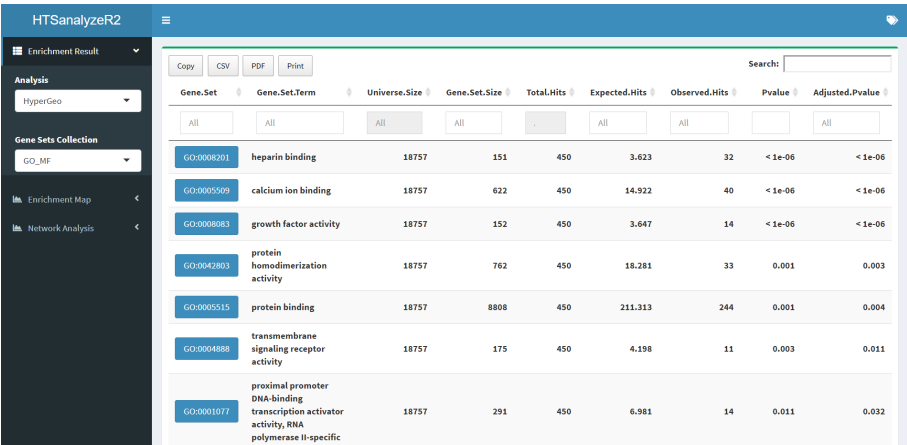 HTSanalyzeR2
Enrichment Result
Analysis
HyperGeo
Gene Sets Collection
GO_MF
Enrichment Map
Network Analysis
Copy CSV PDF Print Search:
Gene.Set Gene.Set.Term Universe.Size Gene.Set.Size Total.Hits Expected.Hits Observed.Hits Pvalue Adjusted.Pvalue
All All All All . All All All
GO:0008201 heparin binding 18757 151 450 3.623 32 < 1e-06 < 1e-06
GO:0005509 calcium ion binding 18757 622 450 14.922 40 < 1e-06 < 1e-06
GO:0008083 growth factor activity 18757 152 450 3.647 14 < 1e-06 < 1e-06
protein
GO:0042803 homodimerization 18757 762 450 18.281 33 0.001 0.003
activity
GO:0005515 protein binding 18757 8808 450 211.313 244 0.001 0.004
transmembrane
GO:0004888 signaling receptor 18757 175 450 4.198 11 0.003 0.011
activity
proximal promoter
DNA-binding
GO:0001077 transcription activator 18757 291 450 6.981 14 0.011 0.032
activity, RNA
polymerase II-specific